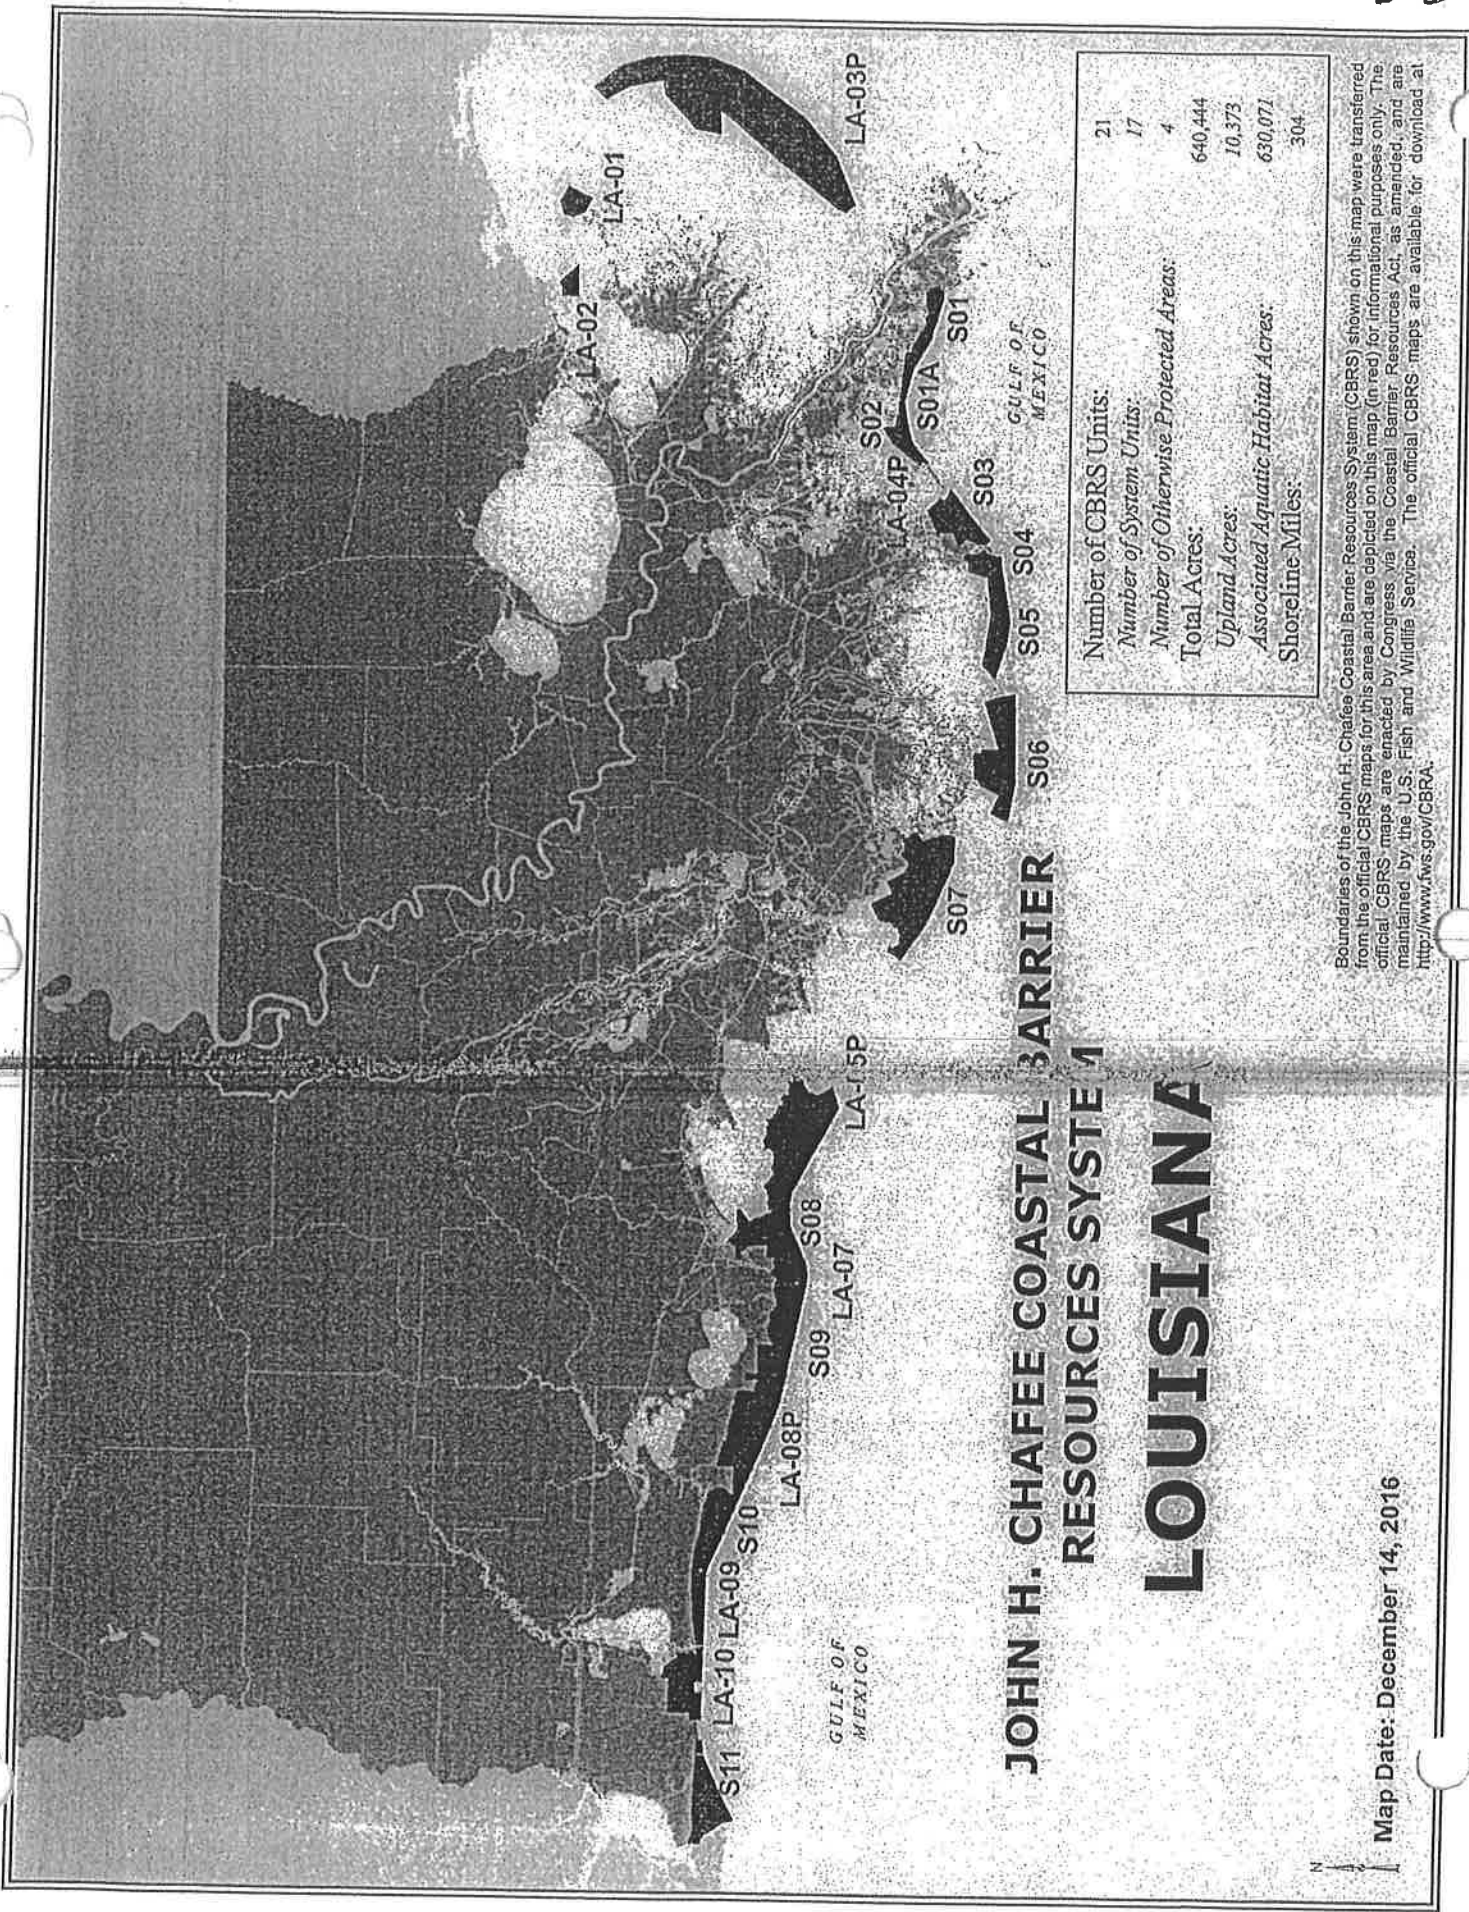 LA-03P
LA-01
LA-02
S01
S01A
S02
LA-04P
S03
S04
S05
S06
S07
GULF OF
MEXICO
LA-
5P
S08
LA-07
S09
LA-08P
S10
LA-09
LA-10
S11
GULF OF
MEXICO
JOHN H. CHAFEE COASTAL BARRIER
RESOURCES SYSTEM
LOUISIANA
Number of CBRS Units: 21
Number of System Units: 17
Number of Otherwise Protected Areas: 4
Total Acres: 640,444
Upland Acres: 10,373
Associated Aquatic Habitat Acres: 630,071
Shoreline Miles: 304
Boundaries of the John H. Chafee Coastal Barrier Resources System (CBRS) shown on this map were transferred
from the official CBRS maps for this area and are depicted on this map (in red) for informational purposes only. The
official CBRS maps are enacted by Congress via the Coastal Barrier Resources Act, as amended, and are
maintained by the U.S. Fish and Wildlife Service. The official CBRS maps are available for download at
http://www.fws.gov/CBRA.
N
Map Date: December 14, 2016